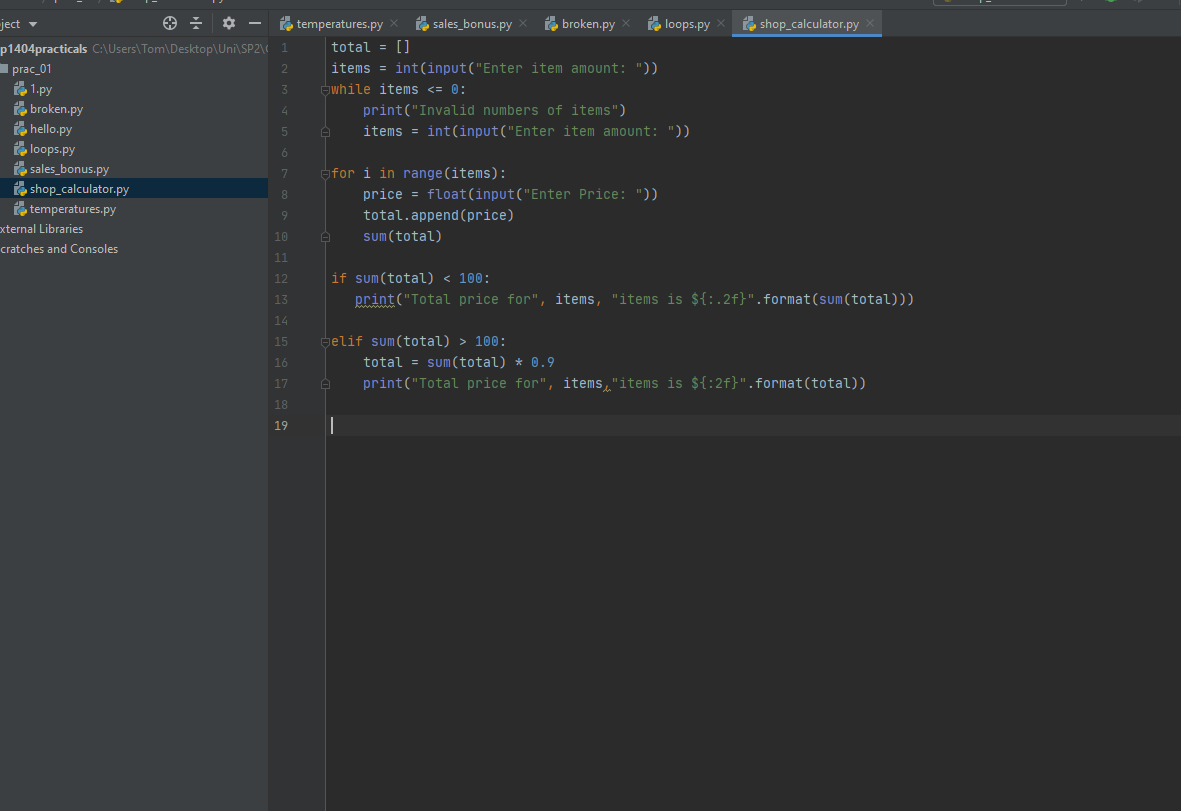 ject
temperatures.py
sales_bonus.py
broken.py
loops.py
shop_calculator.py
p1404practicals C:\Users\Tom\Desktop\Uni\SP2\
prac_01
1.py
broken.py
hello.py
loops.py
sales_bonus.py
shop_calculator.py
temperatures.py
xternal Libraries
cratches and Consoles
1 total = []
2 items = int(input("Enter item amount: "))
3 while items <= 0:
4 print("Invalid numbers of items")
5 items = int(input("Enter item amount: "))
6
7 for i in range(items):
8 price = float(input("Enter Price: "))
9 total.append(price)
10 sum(total)
11
12 if sum(total) < 100:
13 print("Total price for", items, "items is ${:.2f}".format(sum(total)))
14
15 elif sum(total) > 100:
16 total = sum(total) * 0.9
17 print("Total price for", items,"items is ${:2f}".format(total))
18
19